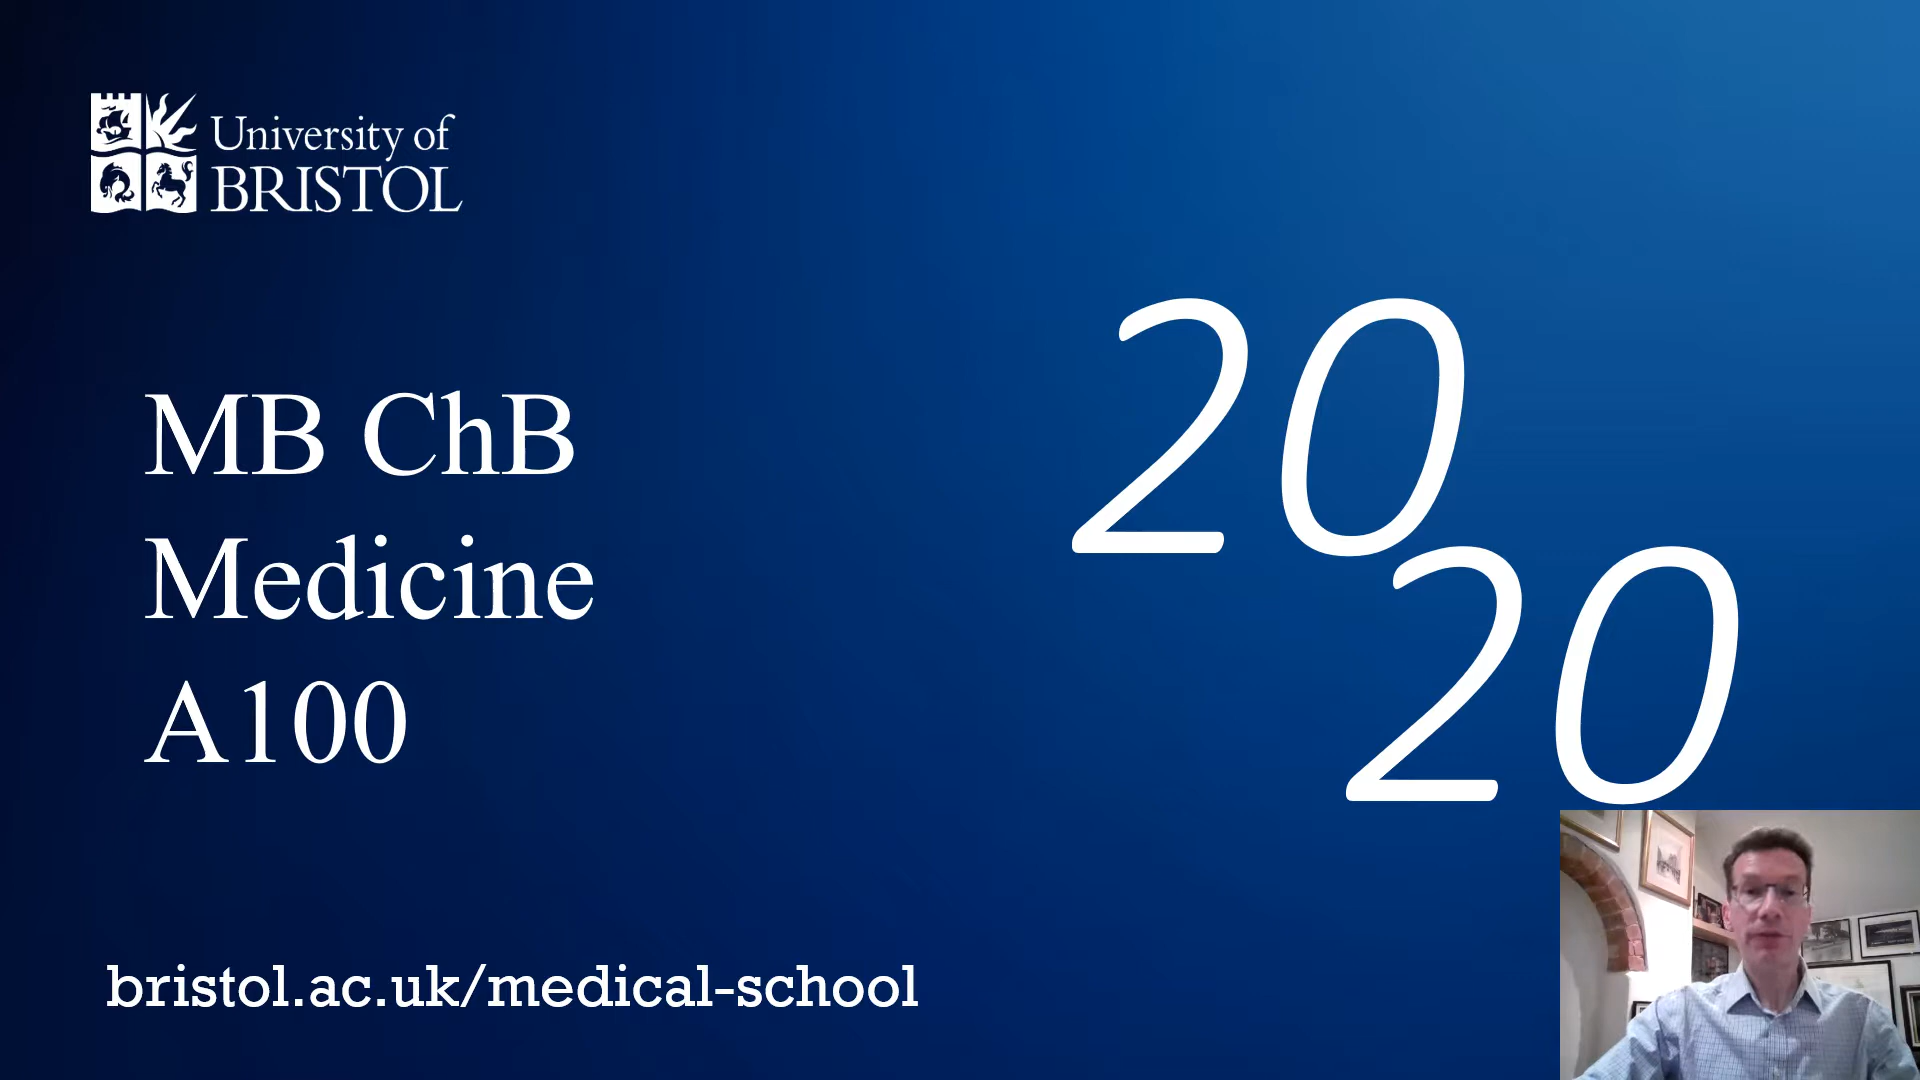 University of
BRISTOL
MB ChB
Medicine
A100
20
20
bristol.ac.uk/medical-school